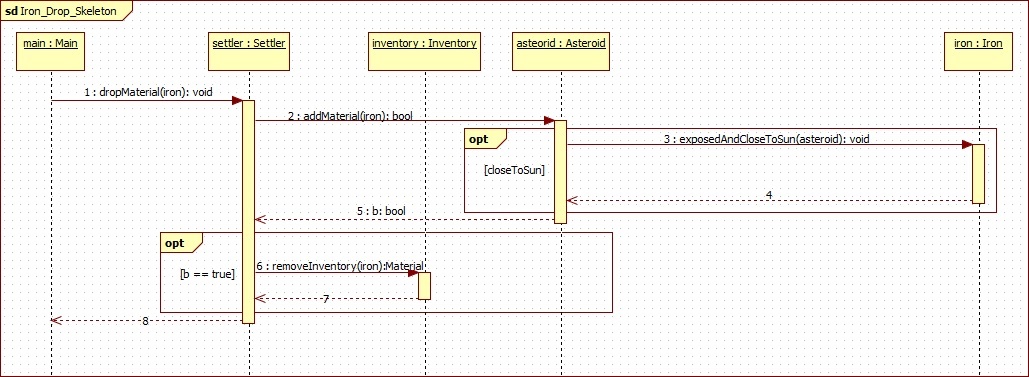 sd Iron_Drop_Skeleton
main : Main
settler : Settler
inventory : Inventory
asteorid : Asteroid
iron : Iron
1 : dropMaterial(iron): void
2 : addMaterial(iron): bool
opt
3 : exposedAndCloseToSun(asteroid): void
[closeToSun]
4
5 : b: bool
opt
6 : removeInventory(iron):Material
[b == true]
7
8